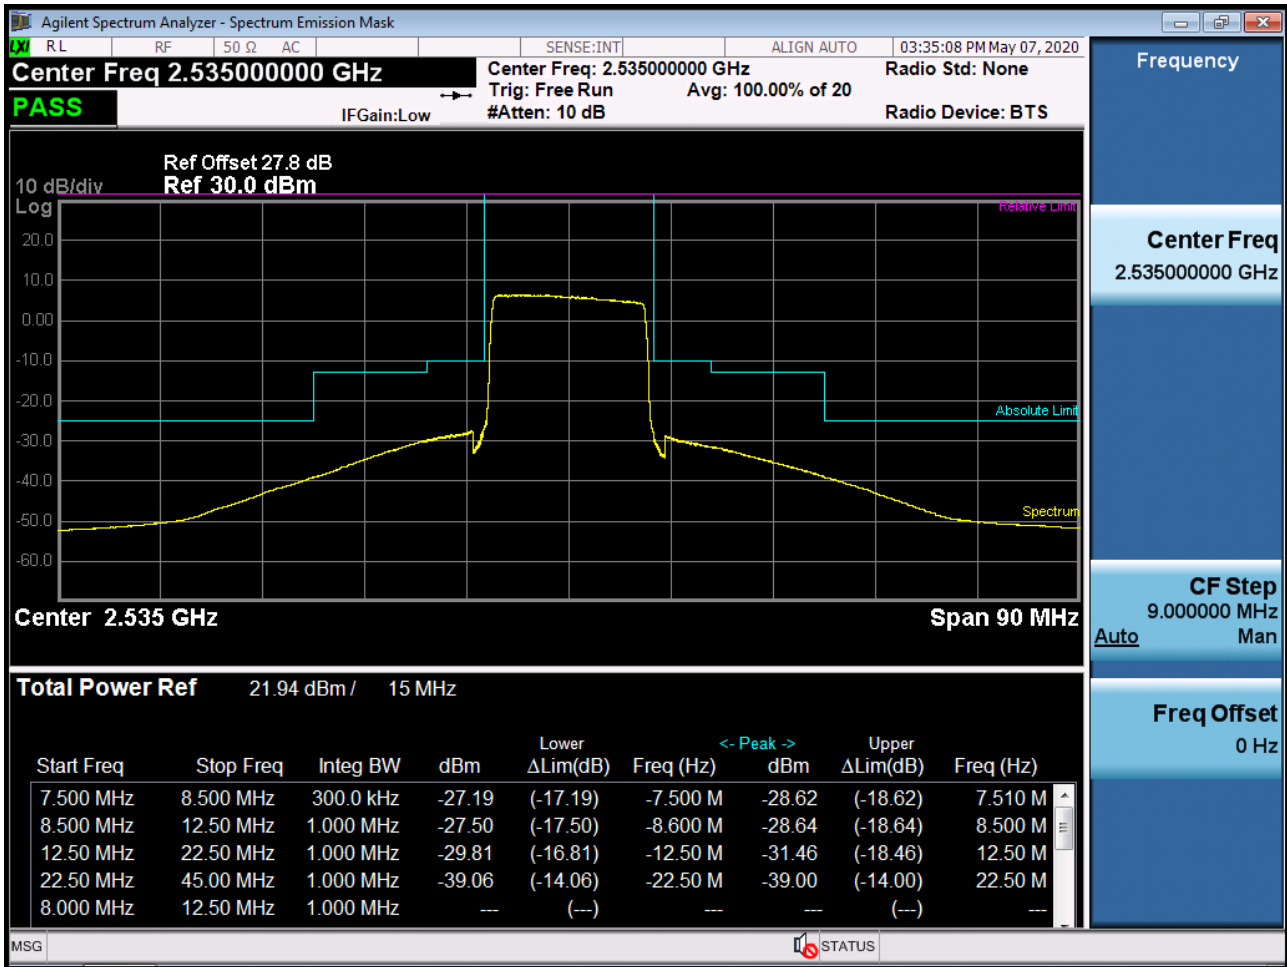 Agilent Spectrum Analyzer - Spectrum Emission Mask
LXI RL RF 50 Ω AC SENSE:INT ALIGN AUTO 03:35:08 PM May 07, 2020
Center Freq 2.535000000 GHz
PASS
IFGain:Low
Center Freq: 2.535000000 GHz
Trig: Free Run Avg: 100.00% of 20
#Atten: 10 dB
Radio Std: None
Radio Device: BTS
Ref Offset 27.8 dB
10 dB/div Ref 30.0 dBm
Log
Relative Limit
20.0
10.0
0.00
-10.0
-20.0
Absolute Limit
-30.0
-40.0
-50.0
Spectrum
-60.0
Center 2.535 GHz Span 90 MHz
Total Power Ref 21.94 dBm / 15 MHz
Lower <- Peak -> Upper
Start Freq Stop Freq Integ BW dBm ΔLim(dB) Freq (Hz) dBm ΔLim(dB) Freq (Hz)
7.500 MHz 8.500 MHz 300.0 kHz -27.19 (-17.19) -7.500 M -28.62 (-18.62) 7.510 M
8.500 MHz 12.50 MHz 1.000 MHz -27.50 (-17.50) -8.600 M -28.64 (-18.64) 8.500 M
12.50 MHz 22.50 MHz 1.000 MHz -29.81 (-16.81) -12.50 M -31.46 (-18.46) 12.50 M
22.50 MHz 45.00 MHz 1.000 MHz -39.06 (-14.06) -22.50 M -39.00 (-14.00) 22.50 M
8.000 MHz 12.50 MHz 1.000 MHz --- (---) --- --- (---) ---
MSG STATUS
Frequency
Center Freq
2.535000000 GHz
CF Step
9.000000 MHz
Auto Man
Freq Offset
0 Hz